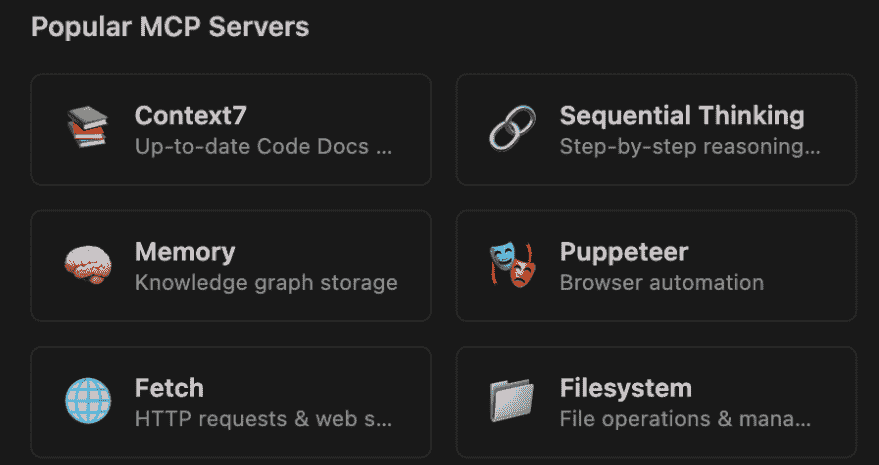 Popular MCP Servers
Context7
Up-to-date Code Docs ...
Sequential Thinking
Step-by-step reasoning...
Memory
Knowledge graph storage
Puppeteer
Browser automation
Fetch
HTTP requests & web s...
Filesystem
File operations & mana...